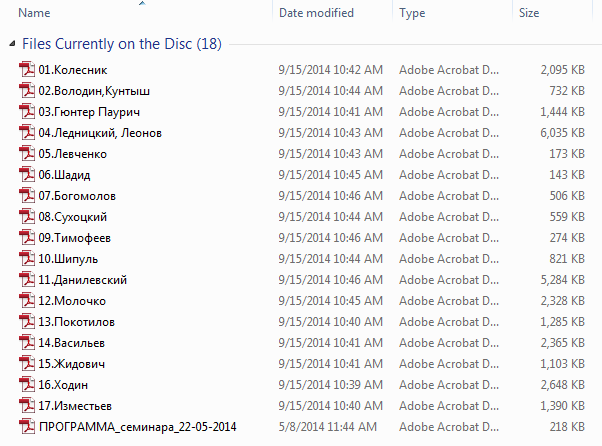 Name Date modified Type Size
Files Currently on the Disc (18)
01.Колесник 9/15/2014 10:42 AM Adobe Acrobat D... 2,095 KB
02.Володин,Кунтыш 9/15/2014 10:44 AM Adobe Acrobat D... 732 KB
03.Гюнтер Паурич 9/15/2014 10:41 AM Adobe Acrobat D... 1,444 KB
04.Ледницкий, Леонов 9/15/2014 10:43 AM Adobe Acrobat D... 6,035 KB
05.Левченко 9/15/2014 10:43 AM Adobe Acrobat D... 173 KB
06.Шадид 9/15/2014 10:45 AM Adobe Acrobat D... 143 KB
07.Богомолов 9/15/2014 10:46 AM Adobe Acrobat D... 506 KB
08.Сухоцкий 9/15/2014 10:44 AM Adobe Acrobat D... 559 KB
09.Тимофеев 9/15/2014 10:46 AM Adobe Acrobat D... 274 KB
10.Шипуль 9/15/2014 10:44 AM Adobe Acrobat D... 821 KB
11.Данилевский 9/15/2014 10:46 AM Adobe Acrobat D... 5,284 KB
12.Молочко 9/15/2014 10:45 AM Adobe Acrobat D... 2,328 KB
13.Покотилов 9/15/2014 10:40 AM Adobe Acrobat D... 1,285 KB
14.Васильев 9/15/2014 10:41 AM Adobe Acrobat D... 2,365 KB
15.Жидович 9/15/2014 10:41 AM Adobe Acrobat D... 1,103 KB
16.Ходин 9/15/2014 10:39 AM Adobe Acrobat D... 2,648 KB
17.Изместьев 9/15/2014 10:40 AM Adobe Acrobat D... 1,390 KB
ПРОГРАММА_семинара_22-05-2014 5/8/2014 11:44 AM Adobe Acrobat D... 218 KB